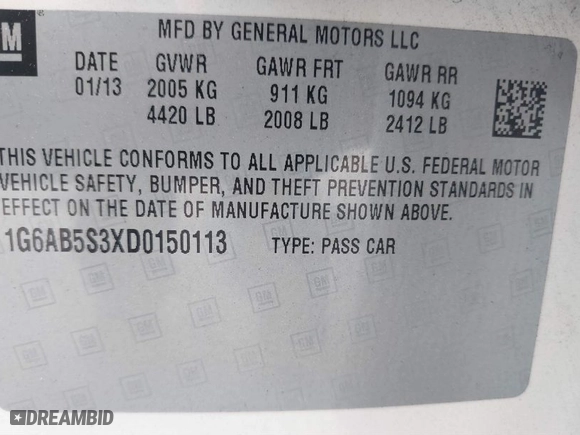 GM
MFD BY GENERAL MOTORS LLC
DATE GVWR GAWR FRT GAWR RR
01/13 2005 KG 911 KG 1094 KG
4420 LB 2008 LB 2412 LB
THIS VEHICLE CONFORMS TO ALL APPLICABLE U.S. FEDERAL MOTOR
VEHICLE SAFETY, BUMPER, AND THEFT PREVENTION STANDARDS IN
EFFECT ON THE DATE OF MANUFACTURE SHOWN ABOVE.
1G6AB5S3XD0150113 TYPE: PASS CAR
DREAMBID